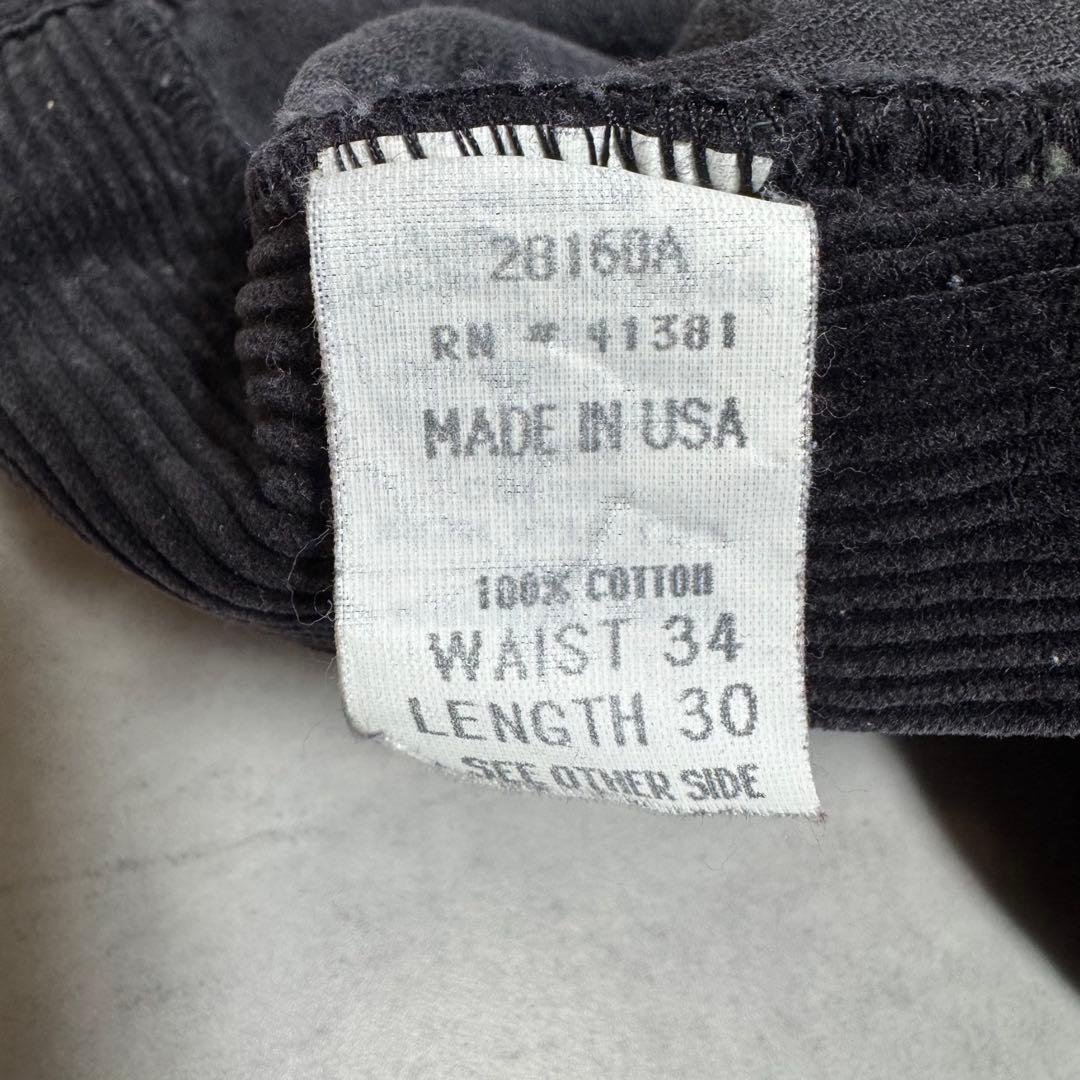 28160A
RN # 41381
MADE IN USA
100% COTTON
WAIST 34
LENGTH 30
SEE OTHER SIDE